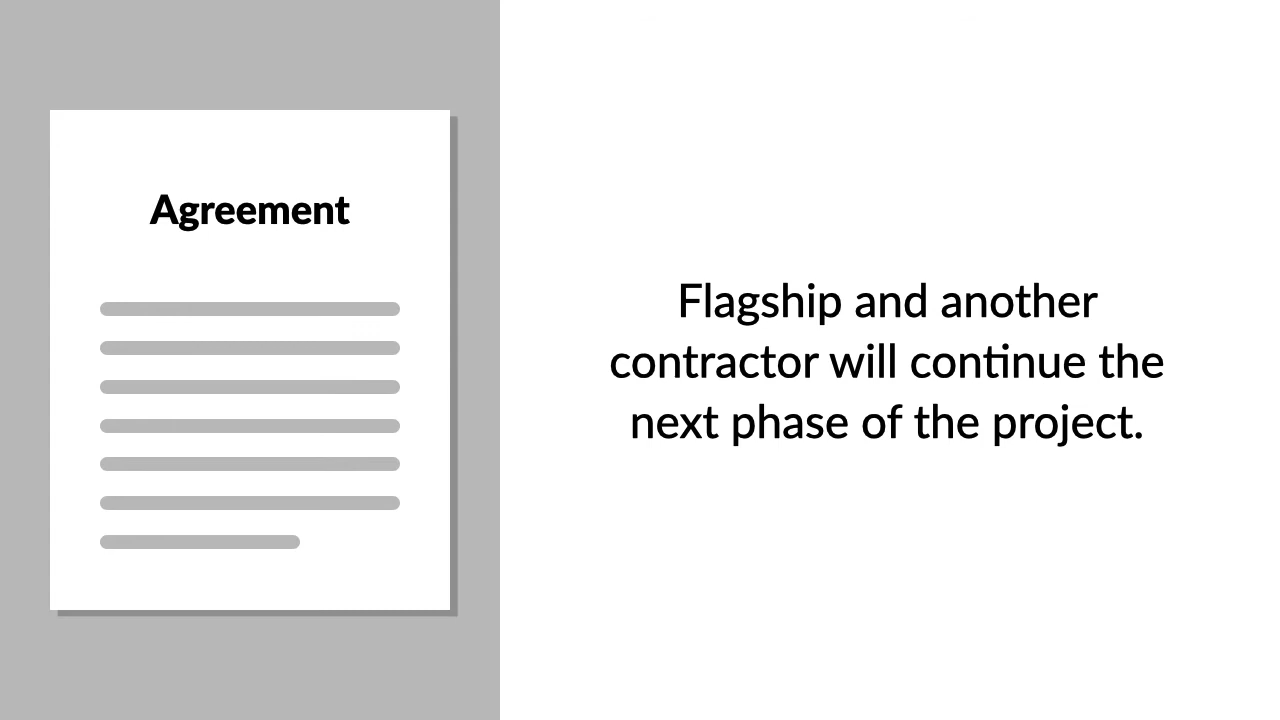 Agreement
Flagship and another
contractor will continue the
next phase of the project.